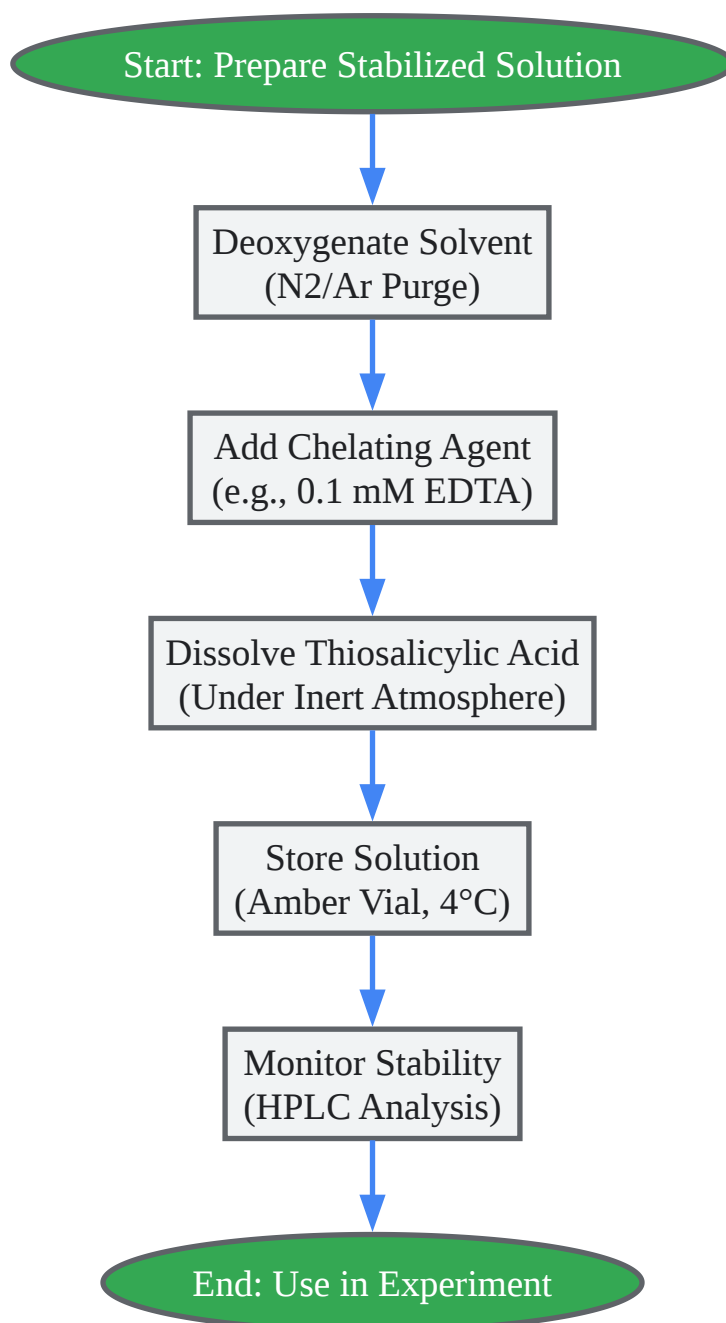 Start: Prepare Stabilized Solution
Deoxygenate Solvent
(N2/Ar Purge)
Add Chelating Agent
(e.g., 0.1 mM EDTA)
Dissolve Thiosalicylic Acid
(Under Inert Atmosphere)
Store Solution
(Amber Vial, 4°C)
Monitor Stability
(HPLC Analysis)
End: Use in Experiment